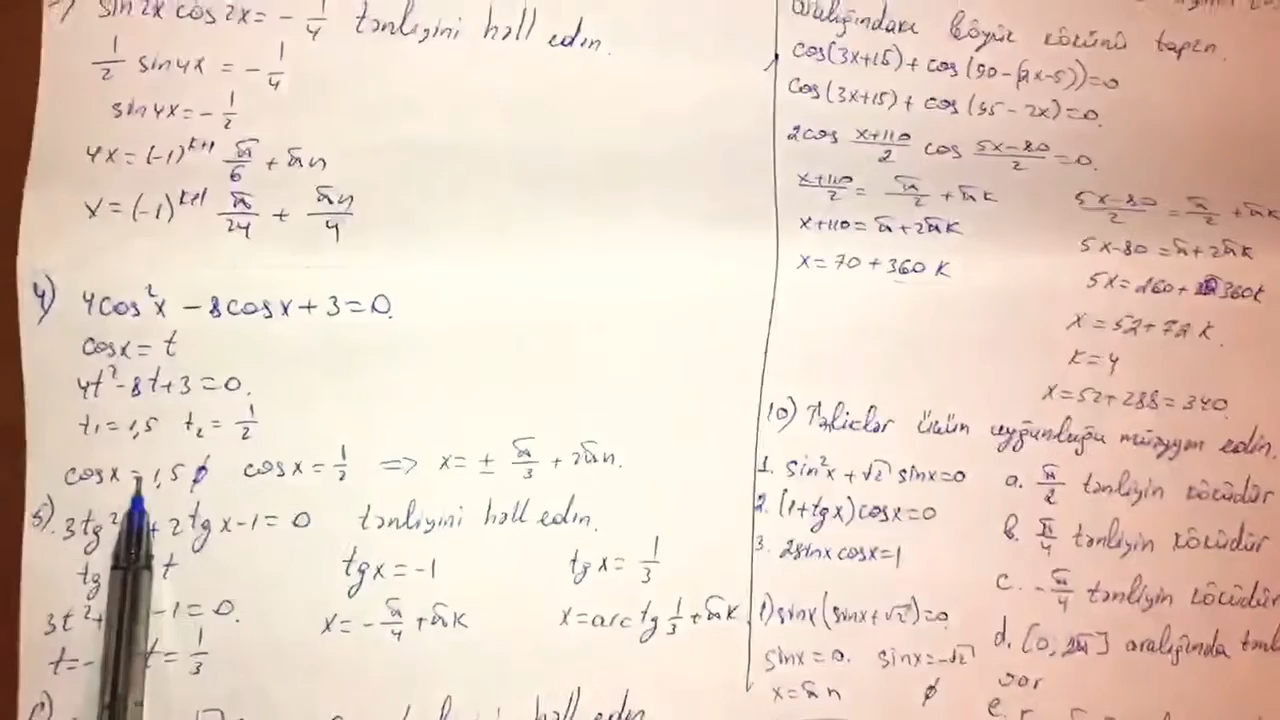 sin2x cos2x = - 1/4 tənliyini həll edin.
1/2 sin4x = - 1/4
sin4x = - 1/2
4x = (-1)^k+1 π/6 + πn
x = (-1)^k+1 π/24 + πn/4
4) 4cos²x - 8cosx + 3 = 0.
cosx = t
4t² - 8t + 3 = 0.
t₁ = 1,5 t₂ = 1/2
cosx = 1,5 ∅ cosx = 1/2 => x = ± π/3 + 2πn.
5). 3tg² + 2tgx - 1 = 0 tənliyini həll edin.
tg t tgx = -1 tgx = 1/3
3t² + - 1 = 0. x = - π/4 + πk x = arctg 1/3 + πk
t = - t = 1/3
həll edin
aralığındakı böyük kökünü tapın.
cos(3x+15) + cos(90-(2x-5)) = 0
cos(3x+15) + cos(95-2x) = 0.
2cos x+110/2 cos 5x-80/2 = 0.
x+110/2 = π/2 + πk
x+110 = π + 2πk
x = 70 + 360k
5x-80/2 = π/2 + πk
5x-80 = π + 2πk
5x = 260 + 360k
x = 52 + 72k.
k = 4
x = 52 + 288 = 340.
10) Təkliflər üçün uyğunluğu müəyyən edin.
1. sin²x + √2 sinx = 0
2. (1+tgx)cosx = 0
3. 2sinx cosx = 1
a. π/2 tənliyin köküdür
b. π/4 tənliyin köküdür
c. - π/4 tənliyin köküdür
d. [0, 2π] aralığında
var
e.
1) sinx(sinx+√2) = 0
sinx = 0. sinx = -√2
x = πn ∅